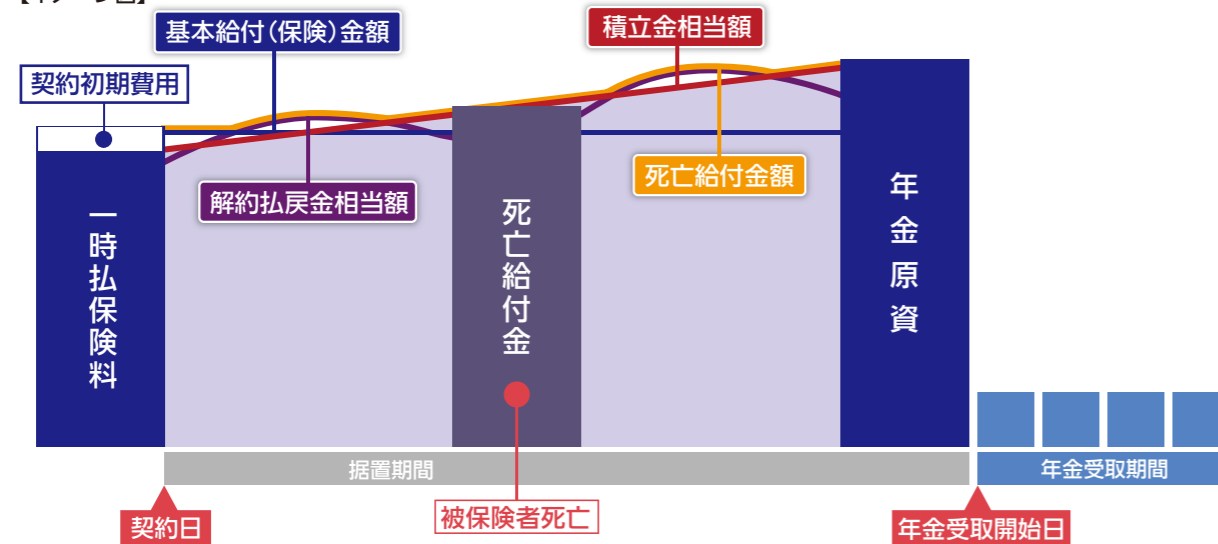 基本給付(保険)金額
積立金相当額
契約初期費用
解約払戻金相当額
死亡給付金額
一時払保険料
死亡給付金
年金原資
据置期間
年金受取期間
契約日
被保険者死亡
年金受取開始日